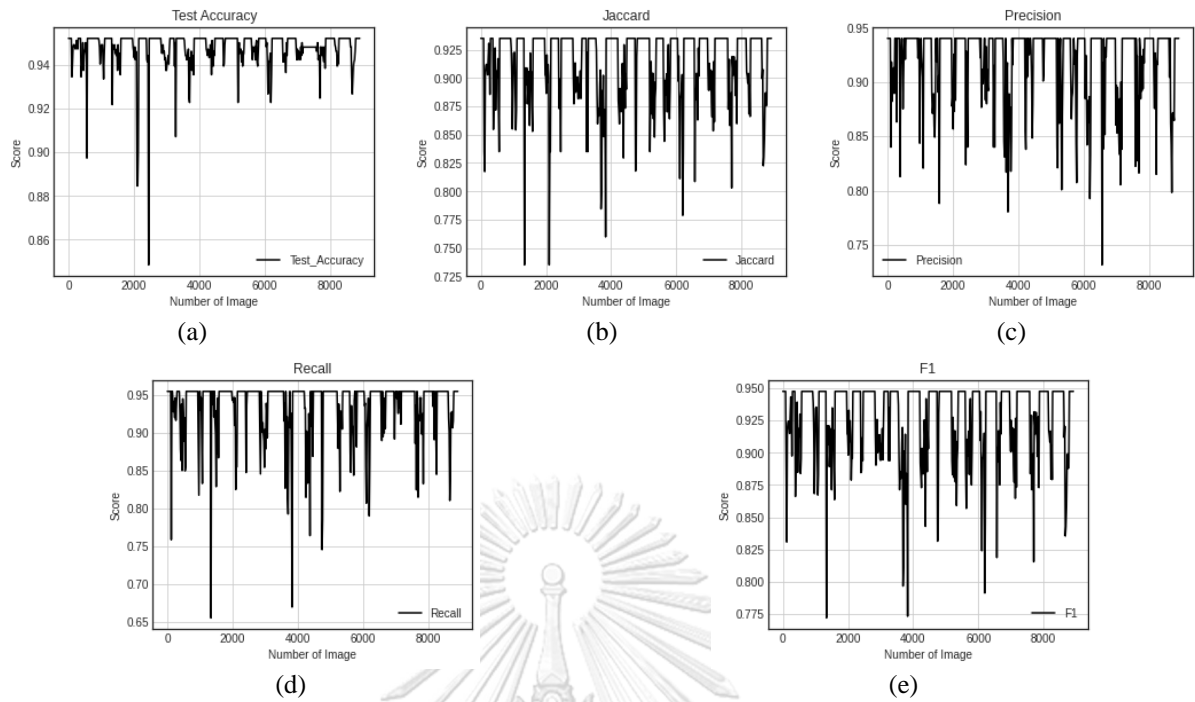 Test Accuracy
Score
0.94
0.92
0.90
0.88
0.86
Test_Accuracy
0 2000 4000 6000 8000
Number of Image
(a)
Jaccard
Score
0.925
0.900
0.875
0.850
0.825
0.800
0.775
0.750
0.725
Jaccard
0 2000 4000 6000 8000
Number of Image
(b)
Precision
Score
0.95
0.90
0.85
0.80
0.75
Precision
0 2000 4000 6000 8000
Number of Image
(c)
Recall
Score
0.95
0.90
0.85
0.80
0.75
0.70
0.65
Recall
0 2000 4000 6000 8000
Number of Image
(d)
F1
Score
0.950
0.925
0.900
0.875
0.850
0.825
0.800
0.775
F1
0 2000 4000 6000 8000
Number of Image
(e)